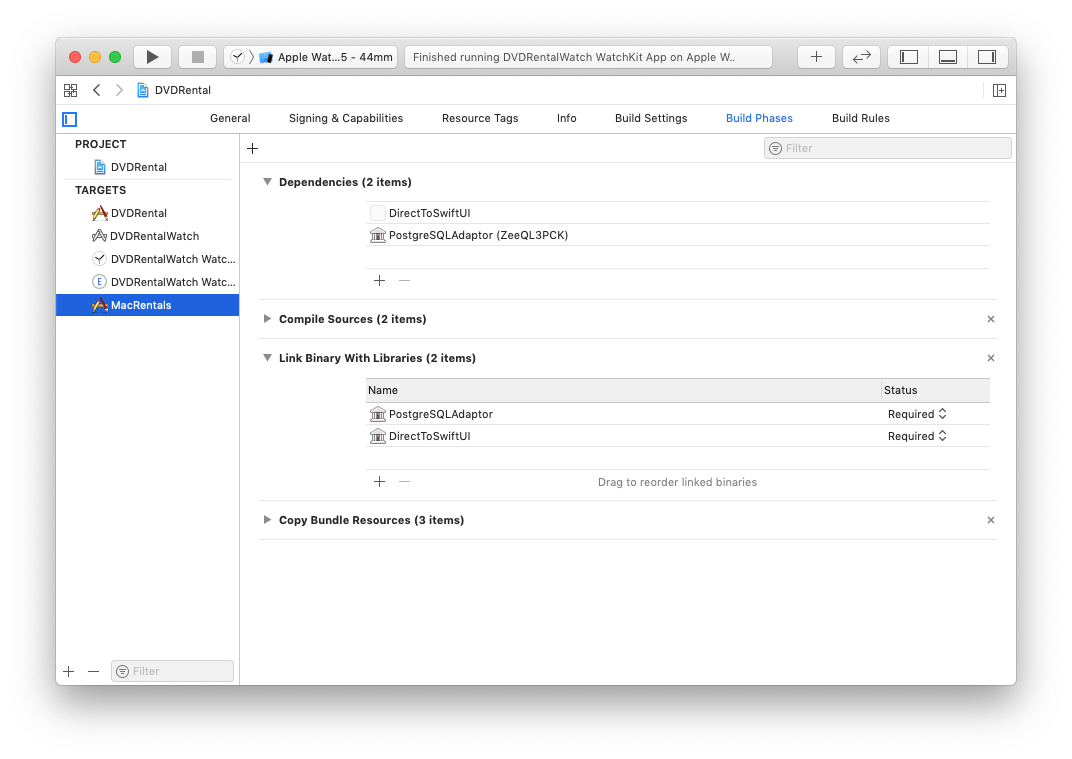 Apple Wat...5 - 44mm
Finished running DVDRentalWatch WatchKit App on Apple W..
DVDRental
General Signing & Capabilities Resource Tags Info Build Settings Build Phases Build Rules
PROJECT
DVDRental
TARGETS
DVDRental
DVDRentalWatch
DVDRentalWatch Watc...
E DVDRentalWatch Watc...
MacRentals
Filter
Filter
Dependencies (2 items)
DirectToSwiftUI
PostgreSQLAdaptor (ZeeQL3PCK)
Compile Sources (2 items)
Link Binary With Libraries (2 items)
Name Status
PostgreSQLAdaptor Required
DirectToSwiftUI Required
Drag to reorder linked binaries
Copy Bundle Resources (3 items)